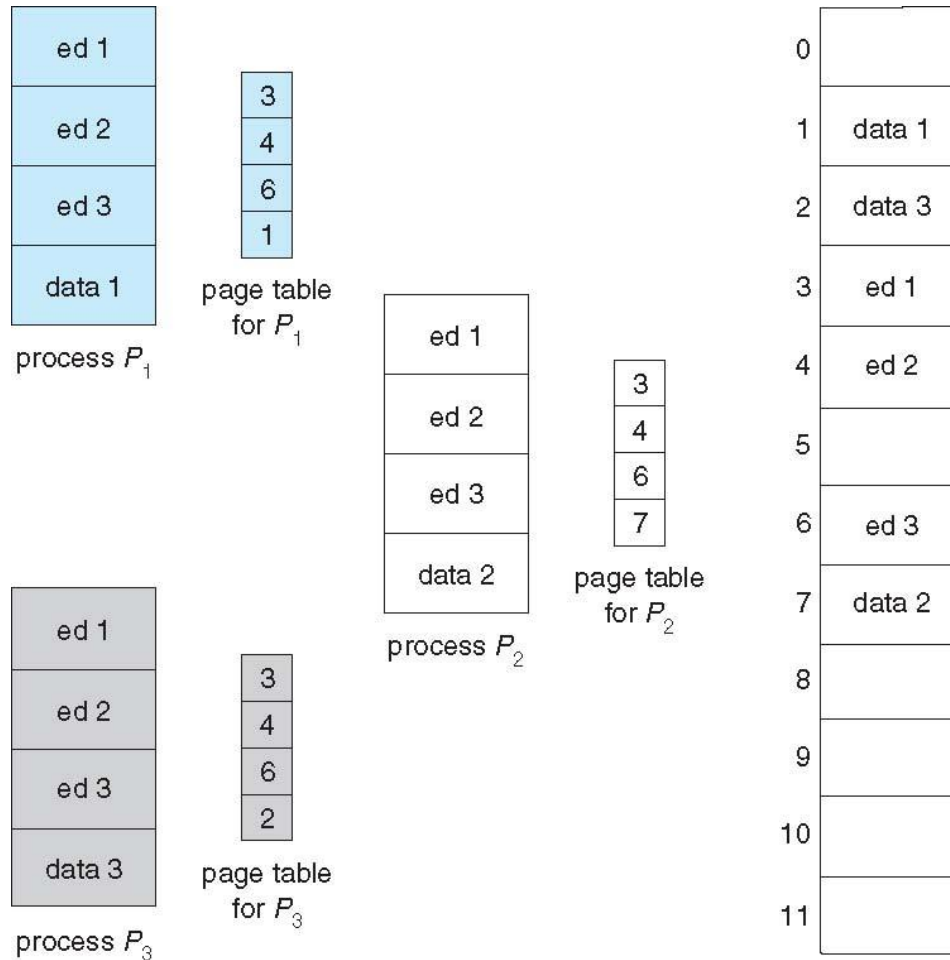 ed 1
ed 2
ed 3
data 1
process P₁
3
4
6
1
page table
for P₁
ed 1
ed 2
ed 3
data 2
process P₂
3
4
6
7
page table
for P₂
ed 1
ed 2
ed 3
data 3
process P₃
3
4
6
2
page table
for P₃
0
1 data 1
2 data 3
3 ed 1
4 ed 2
5
6 ed 3
7 data 2
8
9
10
11